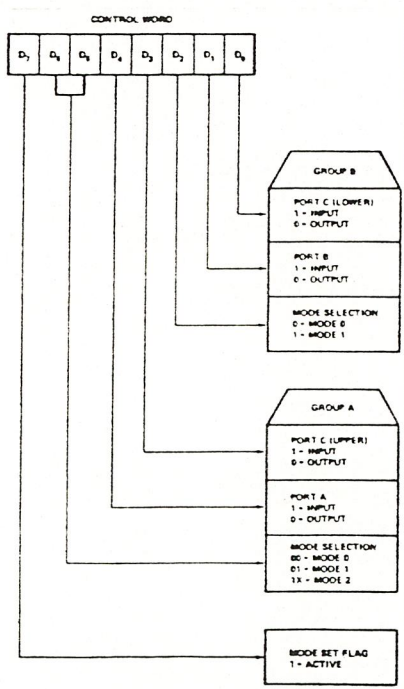 CONTROL WORD
D7 D6 D5 D4 D3 D2 D1 D0
GROUP B
PORT C (LOWER)
1 - INPUT
0 - OUTPUT
PORT B
1 - INPUT
0 - OUTPUT
MODE SELECTION
0 - MODE 0
1 - MODE 1
GROUP A
PORT C (UPPER)
1 - INPUT
0 - OUTPUT
PORT A
1 - INPUT
0 - OUTPUT
MODE SELECTION
00 - MODE 0
01 - MODE 1
1X - MODE 2
MODE SET FLAG
1 - ACTIVE